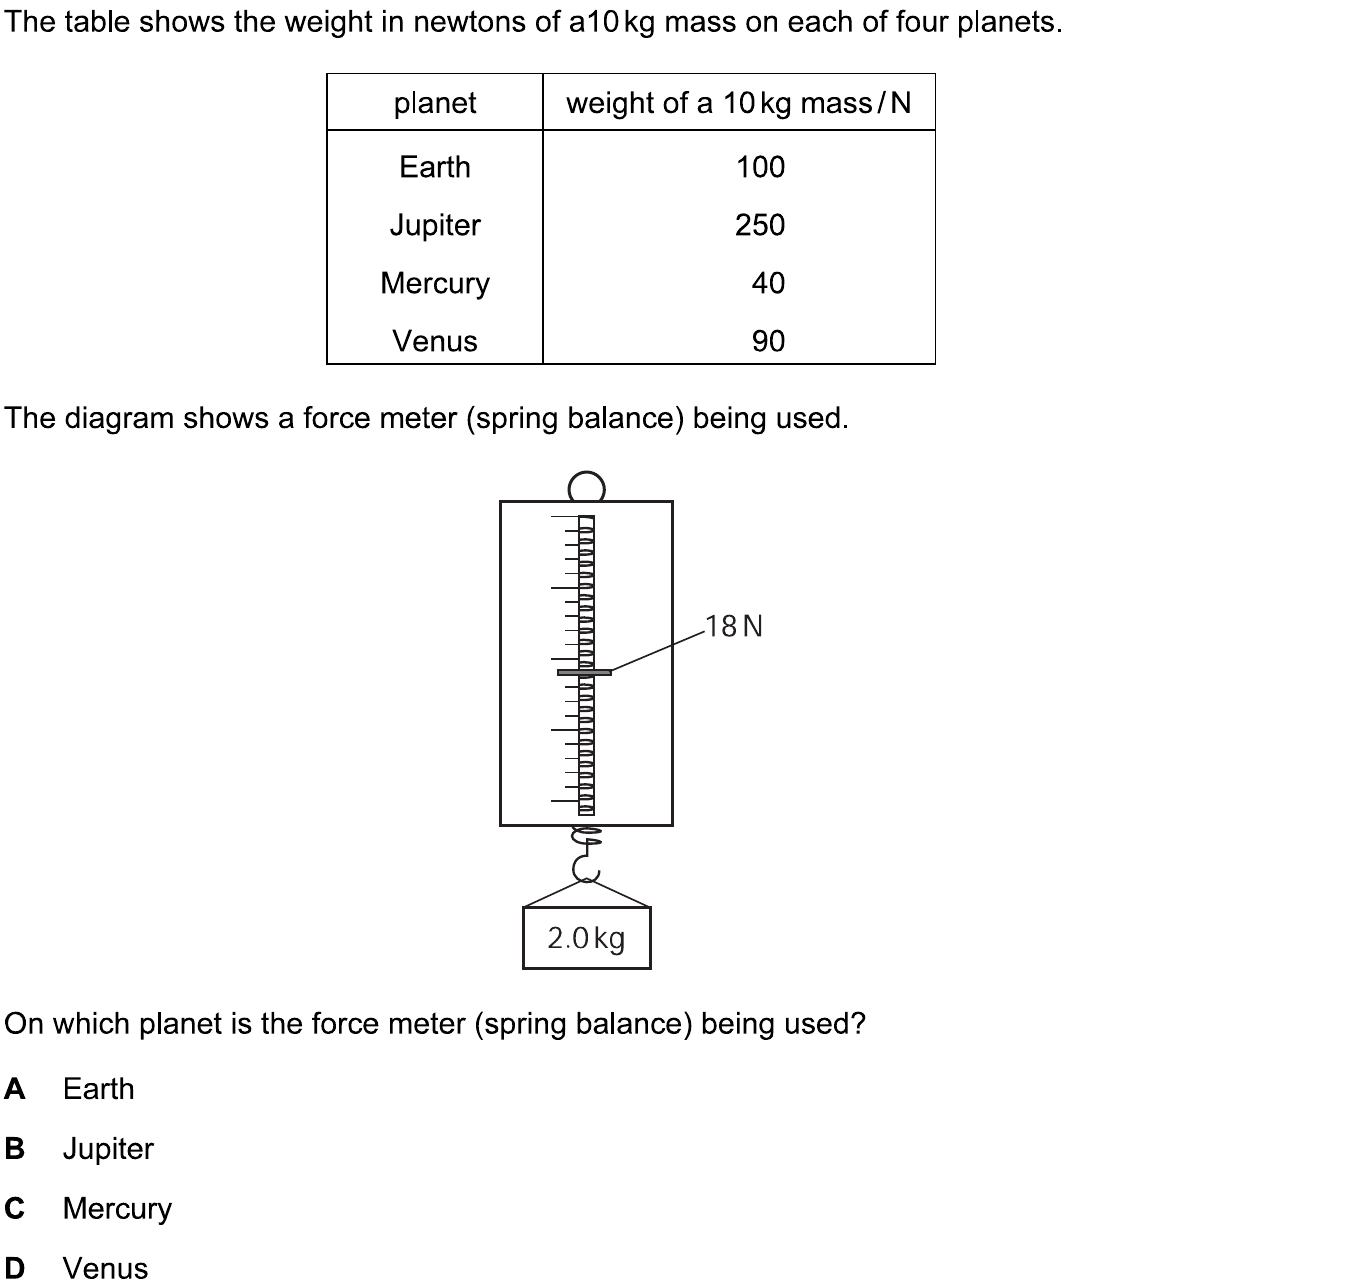 The table shows the weight in newtons of a10 kg mass on each of four planets.
planet weight of a 10 kg mass / N
Earth 100
Jupiter 250
Mercury 40
Venus 90
The diagram shows a force meter (spring balance) being used.
18 N
2.0 kg
On which planet is the force meter (spring balance) being used?
A Earth
B Jupiter
C Mercury
D Venus